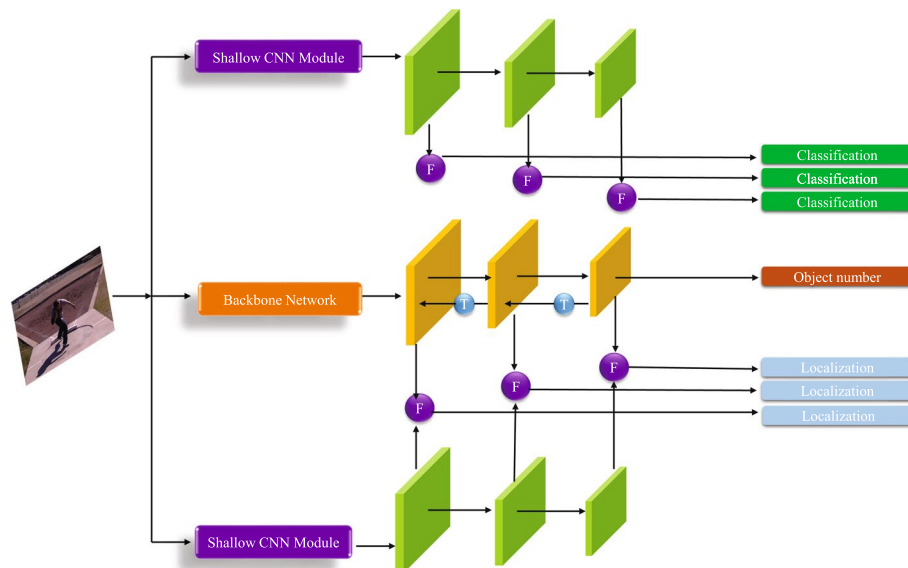 Shallow CNN Module
Classification
F
Classification
F
Classification
F
Backbone Network
Object number
T
T
Localization
F
Localization
F
Localization
F
Shallow CNN Module